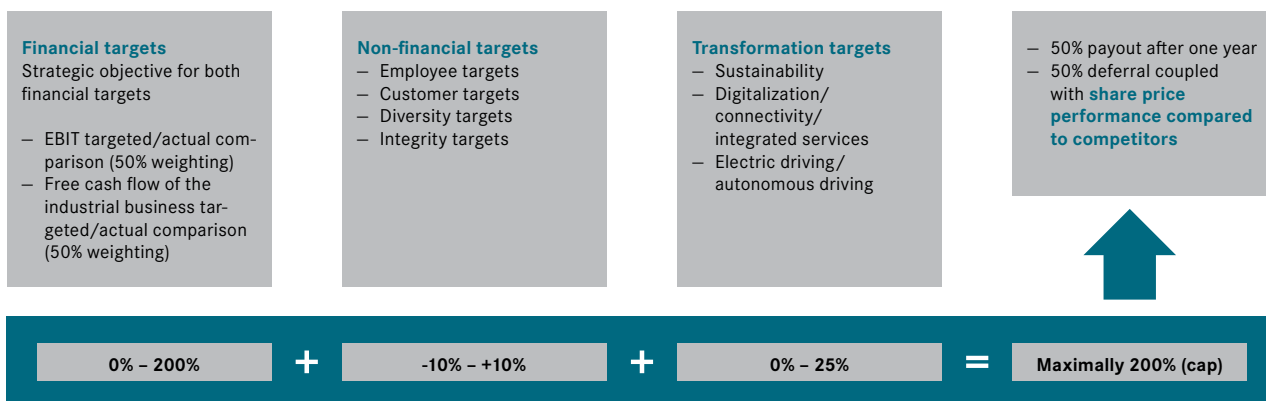 Financial targets
Strategic objective for both
financial targets
– EBIT targeted/actual com-
parison (50% weighting)
– Free cash flow of the
industrial business tar-
geted/actual comparison
(50% weighting)
Non-financial targets
– Employee targets
– Customer targets
– Diversity targets
– Integrity targets
Transformation targets
– Sustainability
– Digitalization/
connectivity/
integrated services
– Electric driving/
autonomous driving
– 50% payout after one year
– 50% deferral coupled
with share price
performance compared
to competitors
0% – 200%
+
-10% – +10%
+
0% – 25%
=
Maximally 200% (cap)